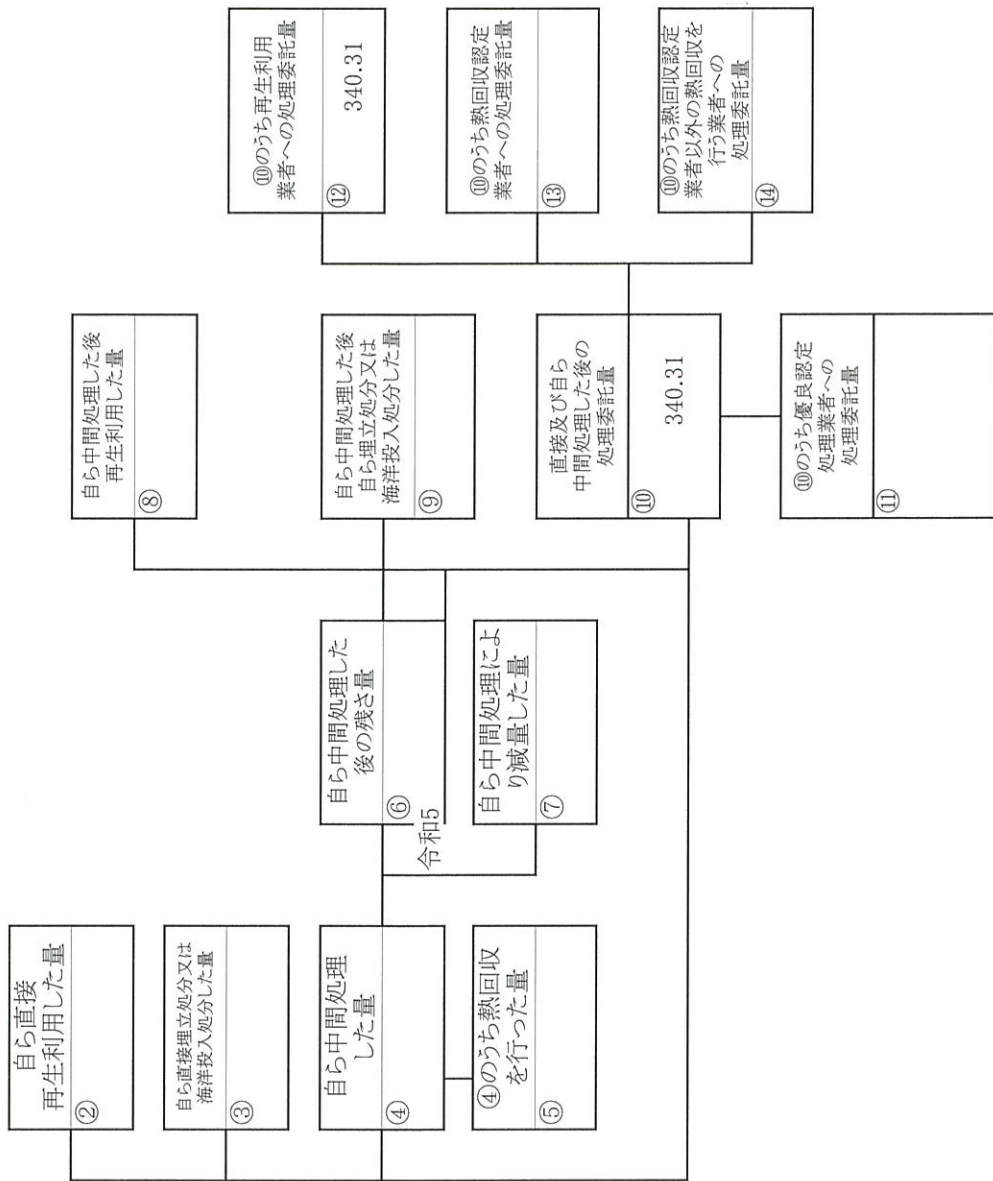 自ら直接
再生利用した量
②
自ら直接埋立処分又は
海洋投入処分した量
③
自ら中間処理
した量
④
④のうち熱回収
を行った量
⑤
自ら中間処理した
後の残さ量
⑥
令和5
自ら中間処理によ
り減量した量
⑦
自ら中間処理した後
再生利用した量
⑧
自ら中間処理した後
自ら埋立処分又は
海洋投入処分した量
⑨
直接及び自ら
中間処理した後の
処理委託量
⑩
340.31
⑩のうち優良認定
処理業者への
処理委託量
⑪
⑩のうち再生利用
業者への処理委託量
⑫
340.31
⑩のうち熱回収認定
業者への処理委託量
⑬
⑩のうち熱回収認定
業者以外の熱回収を
行う業者への
処理委託量
⑭